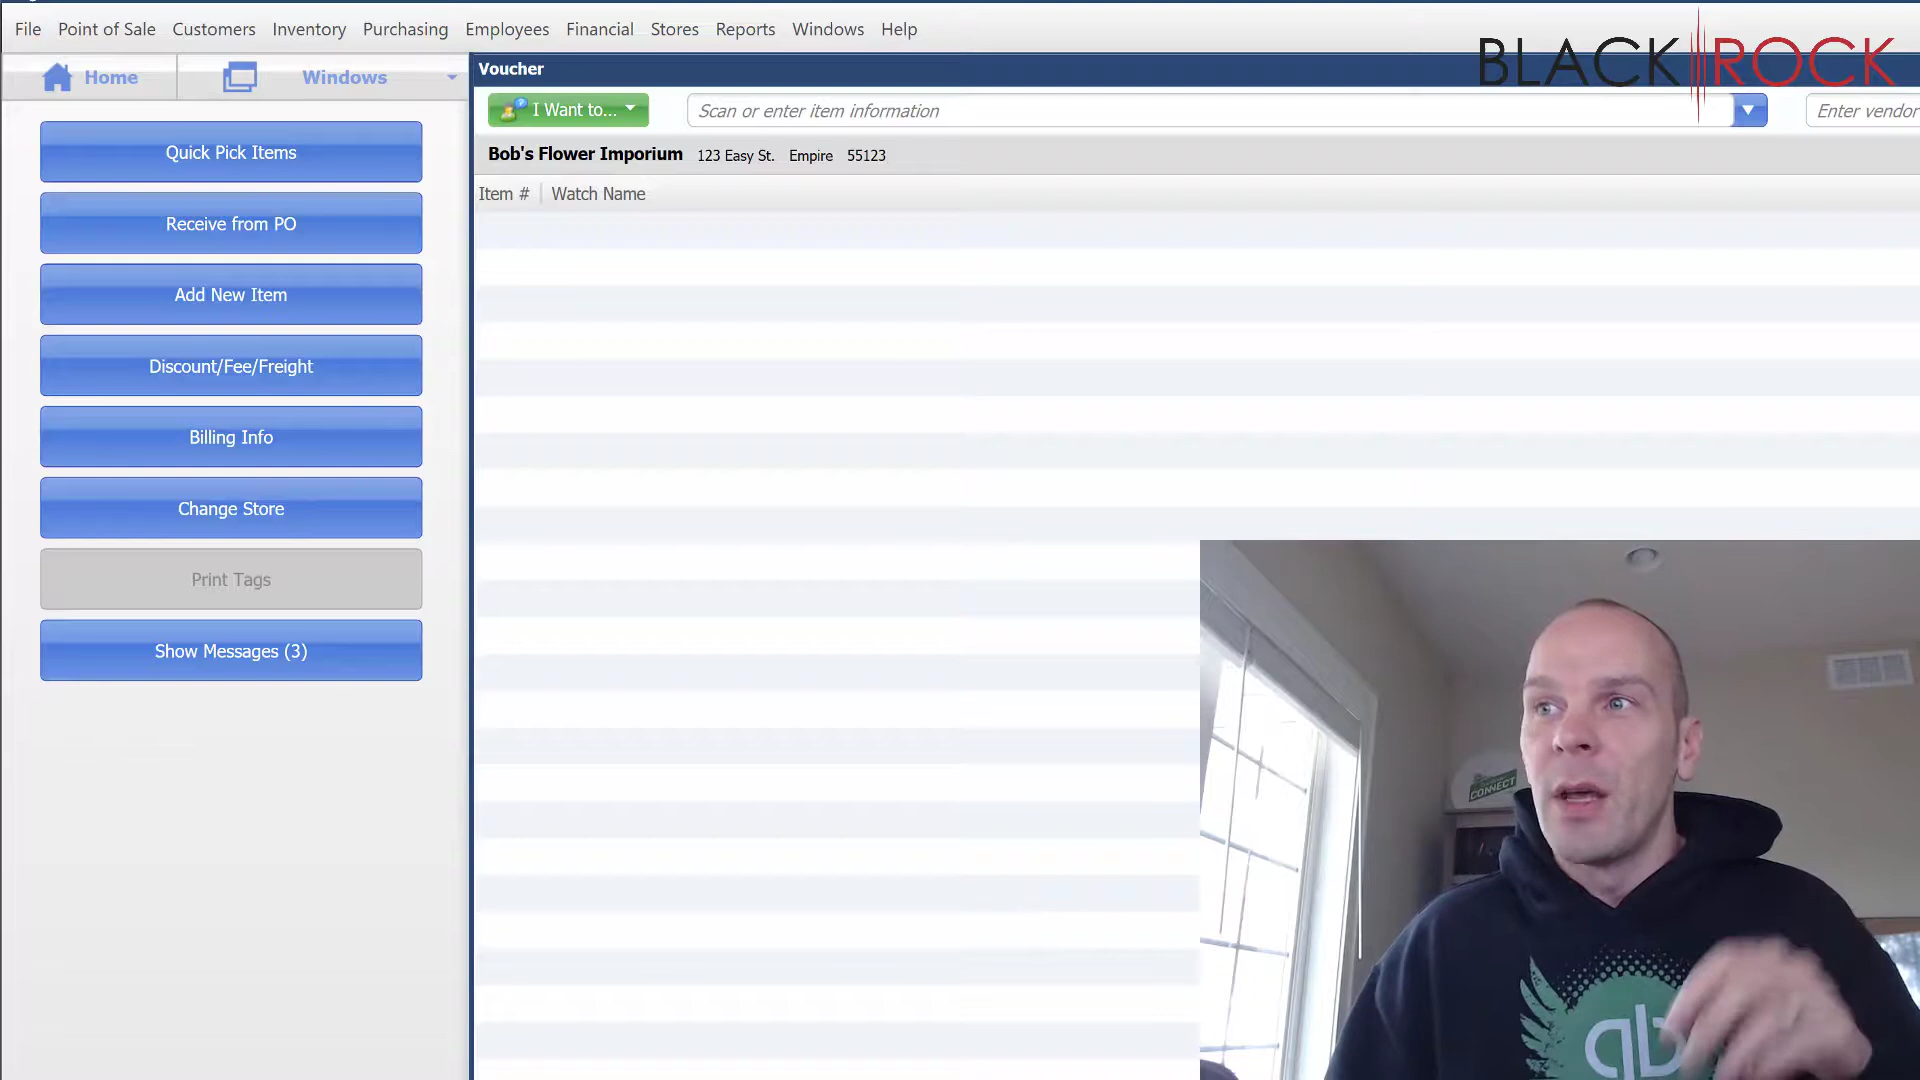 File Point of Sale Customers Inventory Purchasing Employees Financial Stores Reports Windows Help
BLACK ROCK
Home Windows
Voucher
I Want to... Scan or enter item information Enter vendor
Bob's Flower Imporium 123 Easy St. Empire 55123
Item # Watch Name
Quick Pick Items
Receive from PO
Add New Item
Discount/Fee/Freight
Billing Info
Change Store
Print Tags
Show Messages (3)
CONNECT
qb